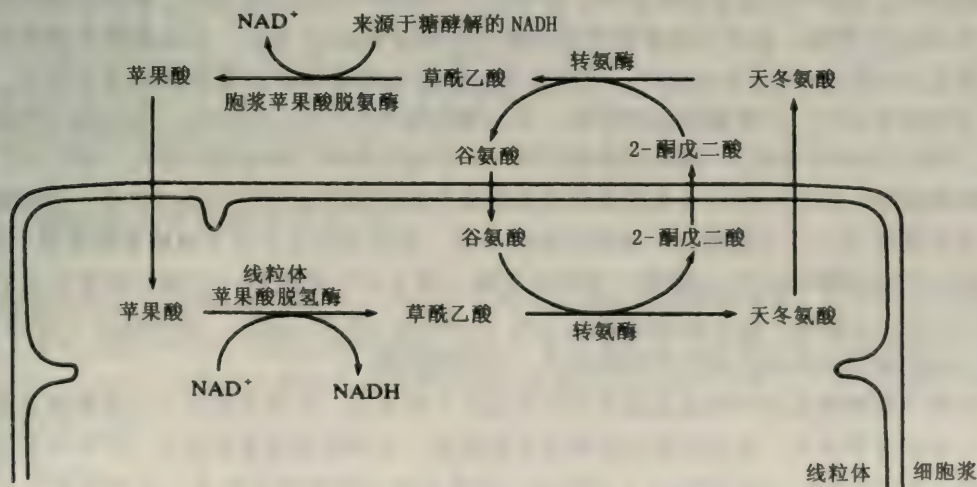 NAD⁺ 来源于糖酵解的 NADH
苹果酸 草酰乙酸 转氨酶 天冬氨酸
胞浆苹果酸脱氨酶
谷氨酸 2-酮戊二酸
谷氨酸 2-酮戊二酸
线粒体
苹果酸脱氢酶
苹果酸 草酰乙酸 转氨酶 天冬氨酸
NAD⁺ NADH
线粒体 细胞浆